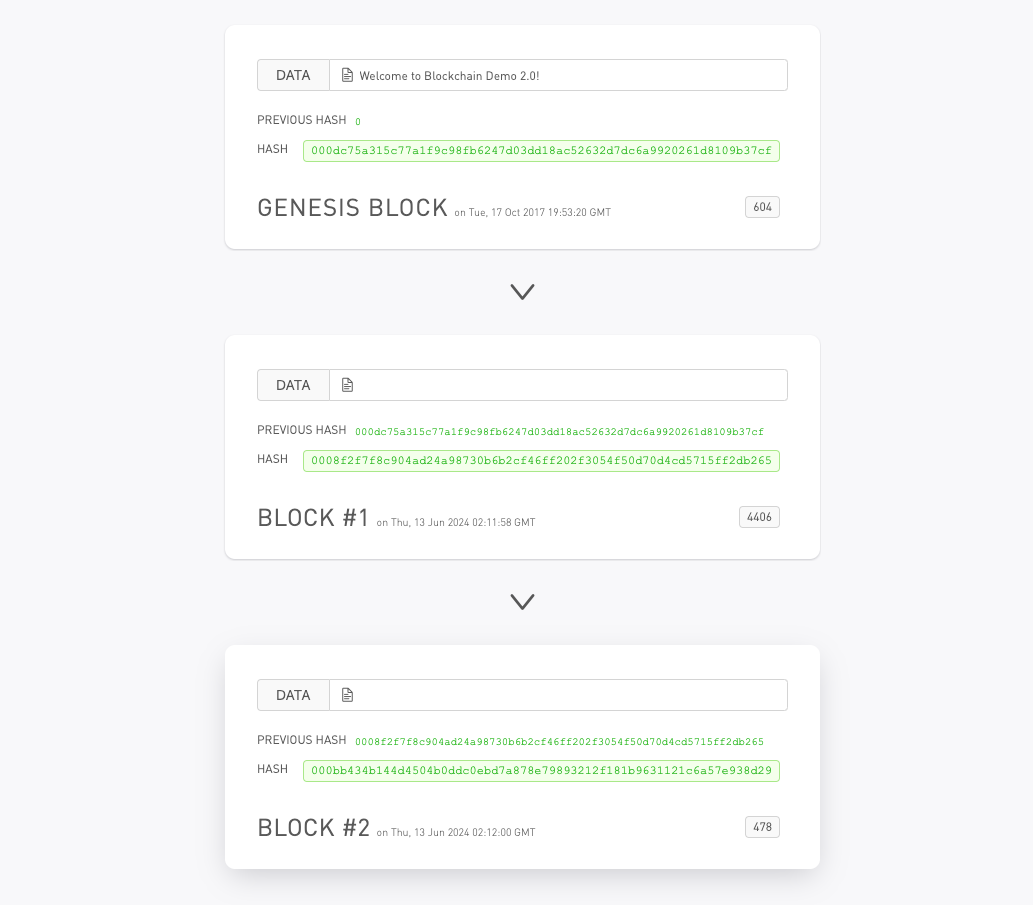 DATA Welcome to Blockchain Demo 2.0!
PREVIOUS HASH 0
HASH 000dc75a315c77a1f9c98fb6247d03dd18ac52632d7dc6a9920261d8109b37cf
GENESIS BLOCK on Tue, 17 Oct 2017 19:53:20 GMT 604
DATA
PREVIOUS HASH 000dc75a315c77a1f9c98fb6247d03dd18ac52632d7dc6a9920261d8109b37cf
HASH 0008f2f7f8c904ad24a98730b6b2cf46ff202f3054f50d70d4cd5715ff2db265
BLOCK #1 on Thu, 13 Jun 2024 02:11:58 GMT 4406
DATA
PREVIOUS HASH 0008f2f7f8c904ad24a98730b6b2cf46ff202f3054f50d70d4cd5715ff2db265
HASH 000bb434b144d4504b0ddc0ebd7a878e79893212f181b9631121c6a57e938d29
BLOCK #2 on Thu, 13 Jun 2024 02:12:00 GMT 478